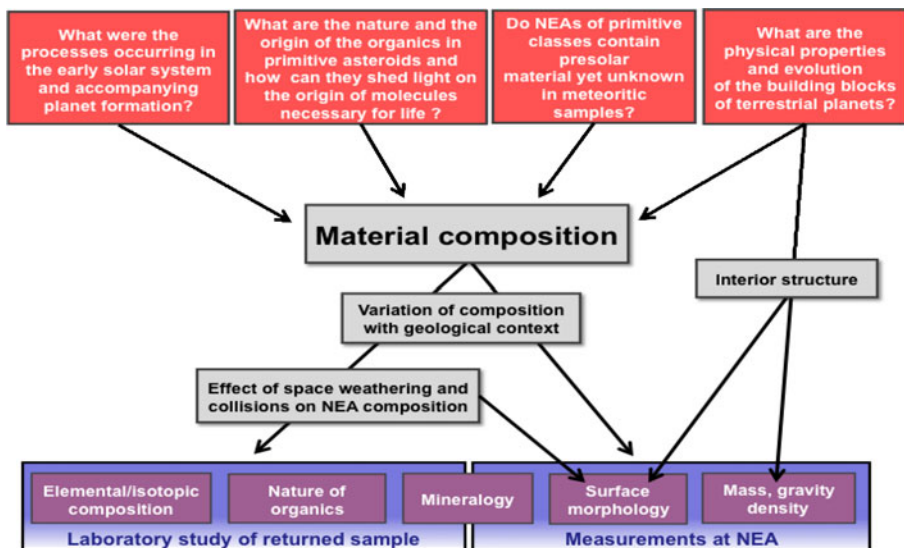 What were the
processes occurring in
the early solar system
and accompanying
planet formation?
What are the nature and the
origin of the organics in
primitive asteroids and
how can they shed light on
the origin of molecules
necessary for life ?
Do NEAs of primitive
classes contain
presolar
material yet unknown
in meteoritic
samples?
What are the
physical properties
and evolution
of the building blocks
of terrestrial planets?
Material composition
Interior structure
Variation of composition
with geological context
Effect of space weathering and
collisions on NEA composition
Elemental/isotopic
composition
Nature of
organics
Mineralogy
Surface
morphology
Mass, gravity
density
Laboratory study of returned sample
Measurements at NEA